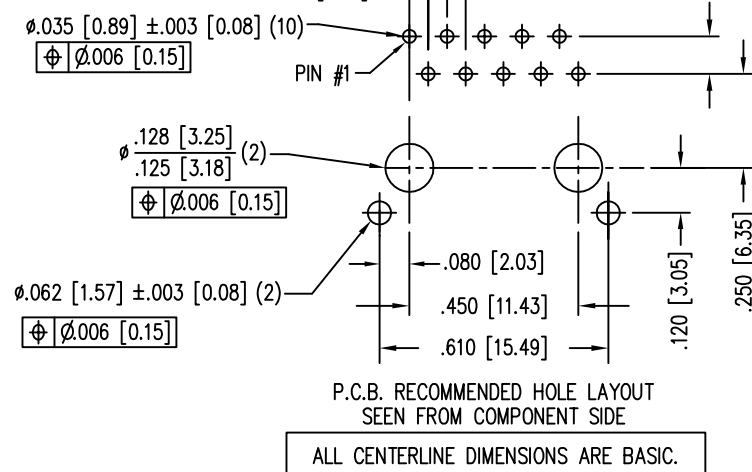 ⌀.035 [0.89] ±.003 [0.08] (10)
⌖ ⌀.006 [0.15]
PIN #1
⌀ .128 [3.25]
.125 [3.18] (2)
⌖ ⌀.006 [0.15]
⌀.062 [1.57] ±.003 [0.08] (2)
⌖ ⌀.006 [0.15]
.080 [2.03]
.450 [11.43]
.610 [15.49]
.120 [3.05]
.250 [6.35]
P.C.B. RECOMMENDED HOLE LAYOUT
SEEN FROM COMPONENT SIDE
ALL CENTERLINE DIMENSIONS ARE BASIC.